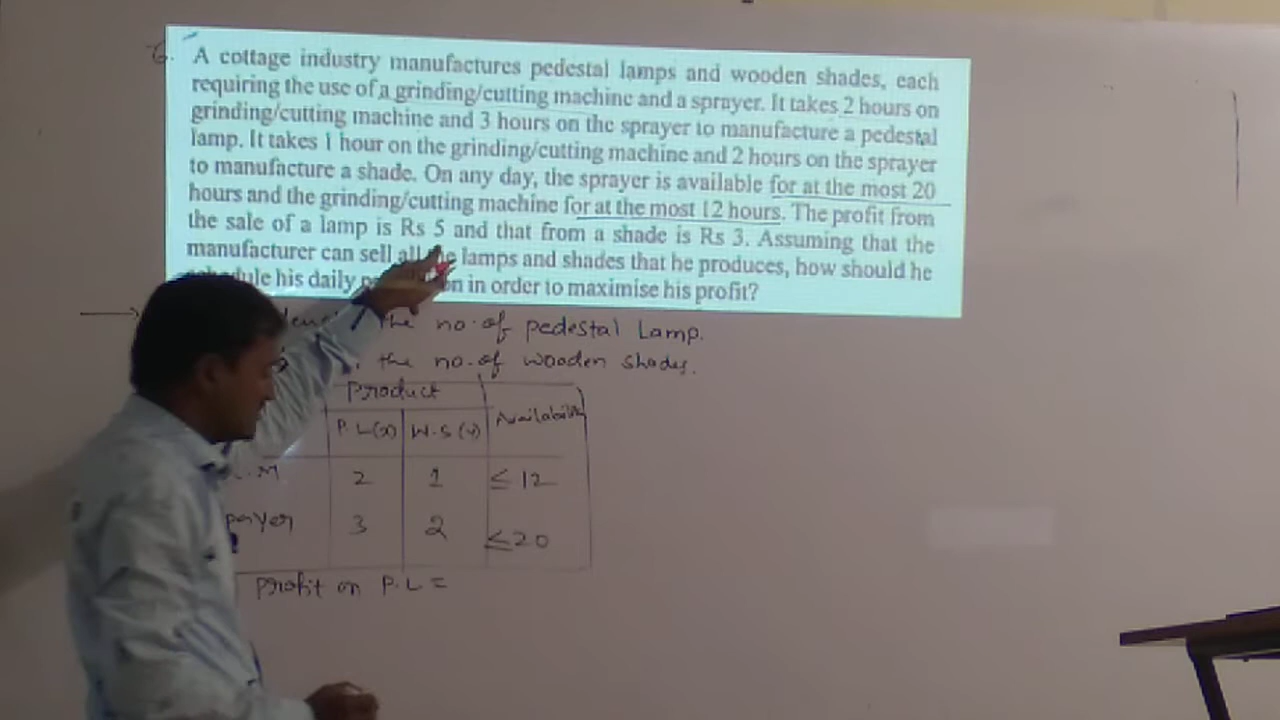 6. A cottage industry manufactures pedestal lamps and wooden shades, each
requiring the use of a grinding/cutting machine and a sprayer. It takes 2 hours on
grinding/cutting machine and 3 hours on the sprayer to manufacture a pedestal
lamp. It takes 1 hour on the grinding/cutting machine and 2 hours on the sprayer
to manufacture a shade. On any day, the sprayer is available for at the most 20
hours and the grinding/cutting machine for at the most 12 hours. The profit from
the sale of a lamp is Rs 5 and that from a shade is Rs 3. Assuming that the
manufacturer can sell all the lamps and shades that he produces, how should he
his daily in order to maximise his profit?
the no. of pedestal Lamp.
the no. of wooden shades.
Product
P.L(x) W.S(y) Availability
M 2 1 ≤ 12
3 2 ≤ 20
Profit on P.L =